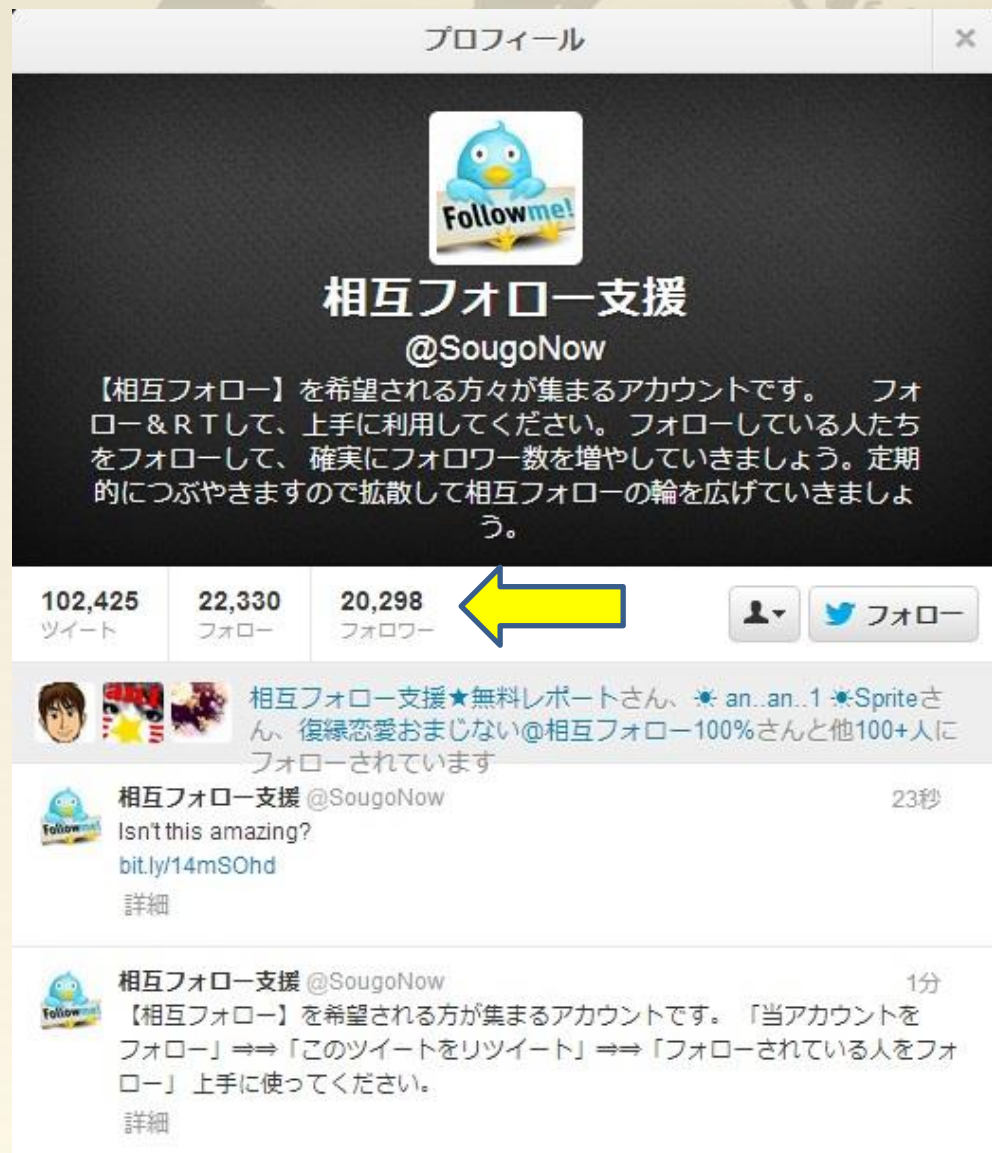 プロフィール
×
Followme!
相互フォロー支援
@SougoNow
【相互フォロー】を希望される方々が集まるアカウントです。　フォ
ロー&ＲＴして、上手に利用してください。フォローしている人たち
をフォローして、確実にフォロワー数を増やしていきましょう。定期
的につぶやきますので拡散して相互フォローの輪を広げていきましょ
う。
102,425 22,330 20,298
ツイート フォロー フォロワー
フォロー
相互フォロー支援★無料レポートさん、☀ an..an..1 ☀Spriteさ
ん、復縁恋愛おまじない@相互フォロー100%さんと他100+人に
フォローされています
相互フォロー支援 @SougoNow 23秒
Followme!
Isn't this amazing?
bit.ly/14mSOhd
詳細
相互フォロー支援 @SougoNow 1分
Followme!
【相互フォロー】を希望される方が集まるアカウントです。「当アカウントを
フォロー」⇒⇒「このツイートをリツイート」⇒⇒「フォローされている人をフォ
ロー」 上手に使ってください。
詳細